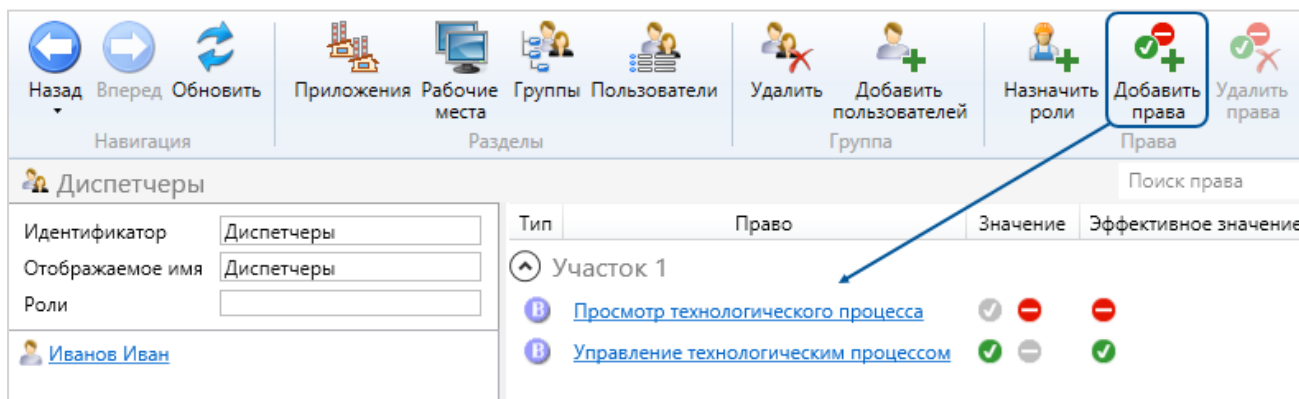 Назад Вперед Обновить Приложения Рабочие места Группы Пользователи Удалить Добавить пользователей Назначить роли Добавить права Удалить права
Навигация Разделы Группа Права
Диспетчеры Поиск права
Идентификатор Диспетчеры
Отображаемое имя Диспетчеры
Роли
Иванов Иван
Тип Право Значение Эффективное значение
Участок 1
B Просмотр технологического процесса
B Управление технологическим процессом